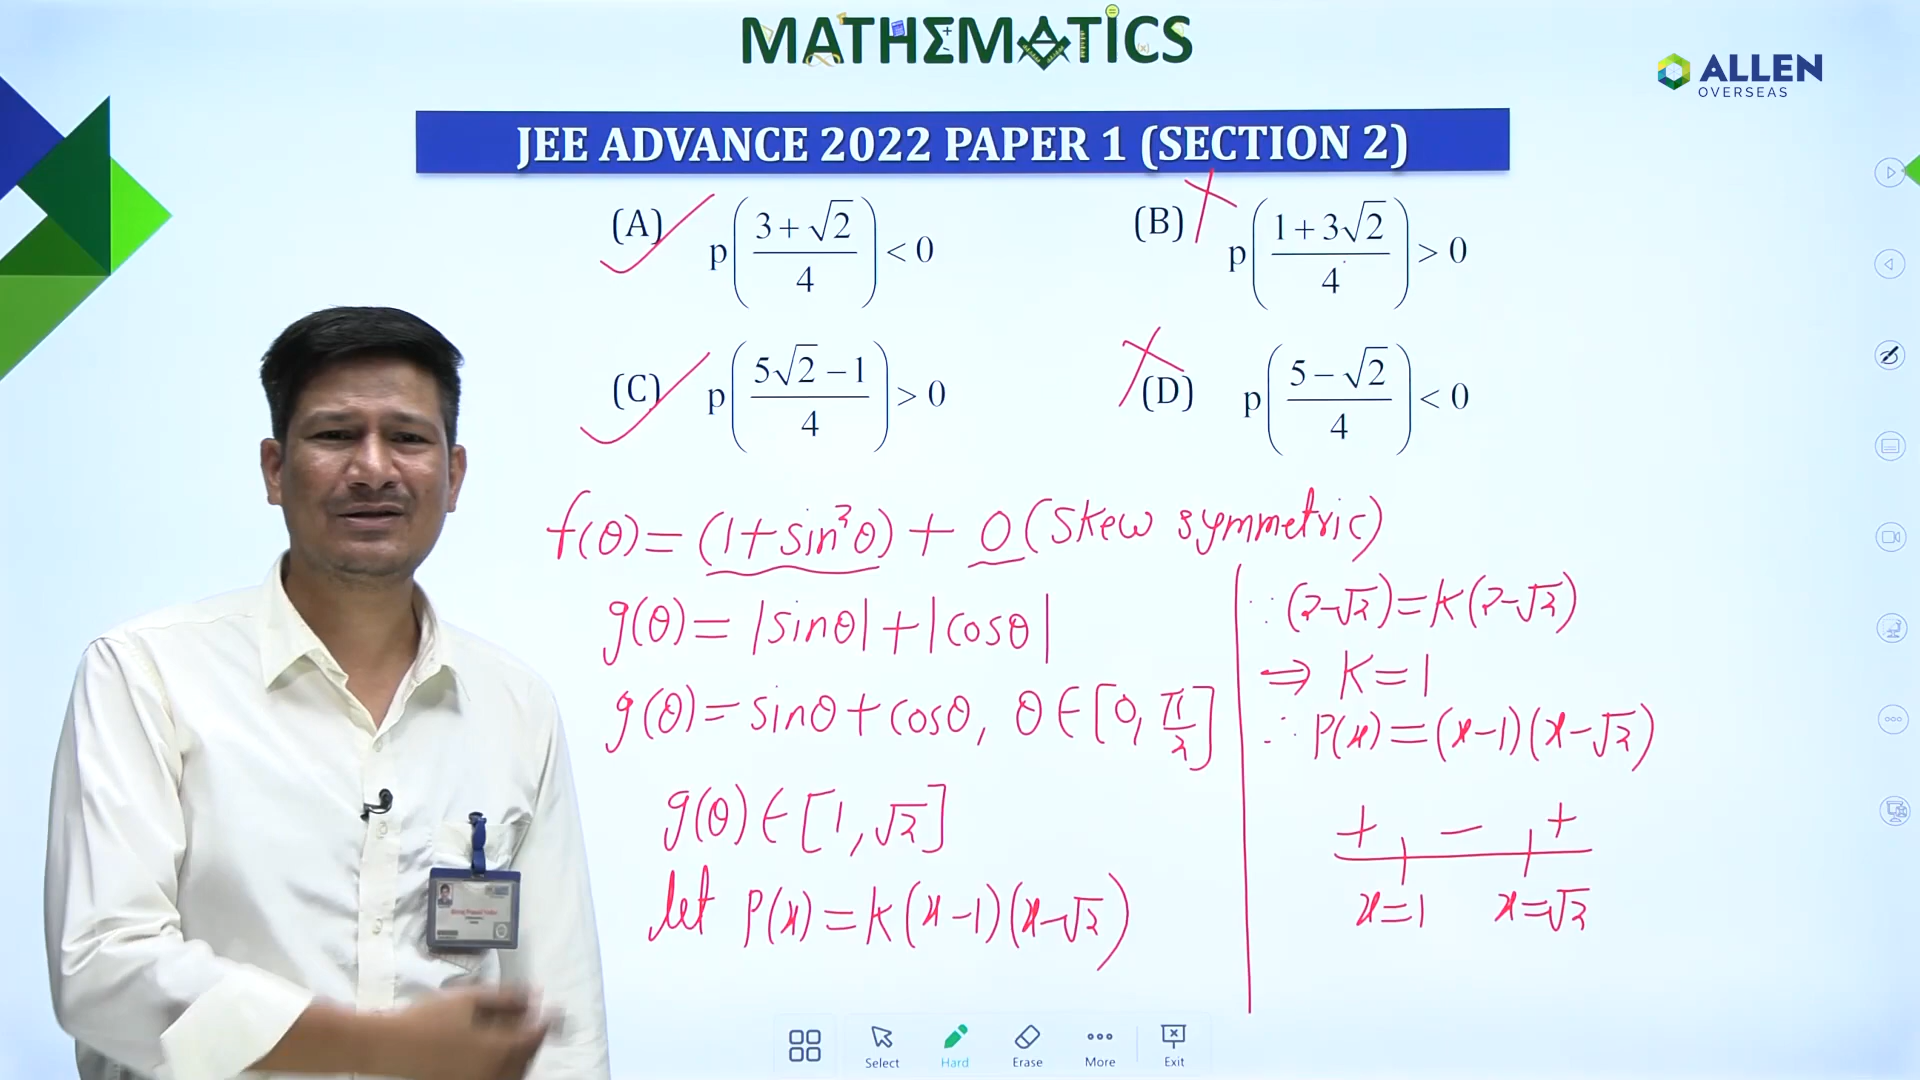 MATHEMATICS
ALLEN
OVERSEAS
JEE ADVANCE 2022 PAPER 1 (SECTION 2)
(A) p((3+√2)/4) < 0
(B) p((1+3√2)/4) > 0
(C) p((5√2−1)/4) > 0
(D) p((5−√2)/4) < 0
f(θ)=(1+sin²θ)+0(Skew symmetric)
g(θ)=|sinθ|+|cosθ|
g(θ)=sinθ+cosθ, θ∈[0,π/2]
g(θ)∈[1,√2]
let P(x)=K(x-1)(x-√2)
∵(2-√2)=K(2-√2)
⇒ K=1
∴ P(x)=(x-1)(x-√2)
+ − +
x=1 x=√2
Select Hard Erase More Exit